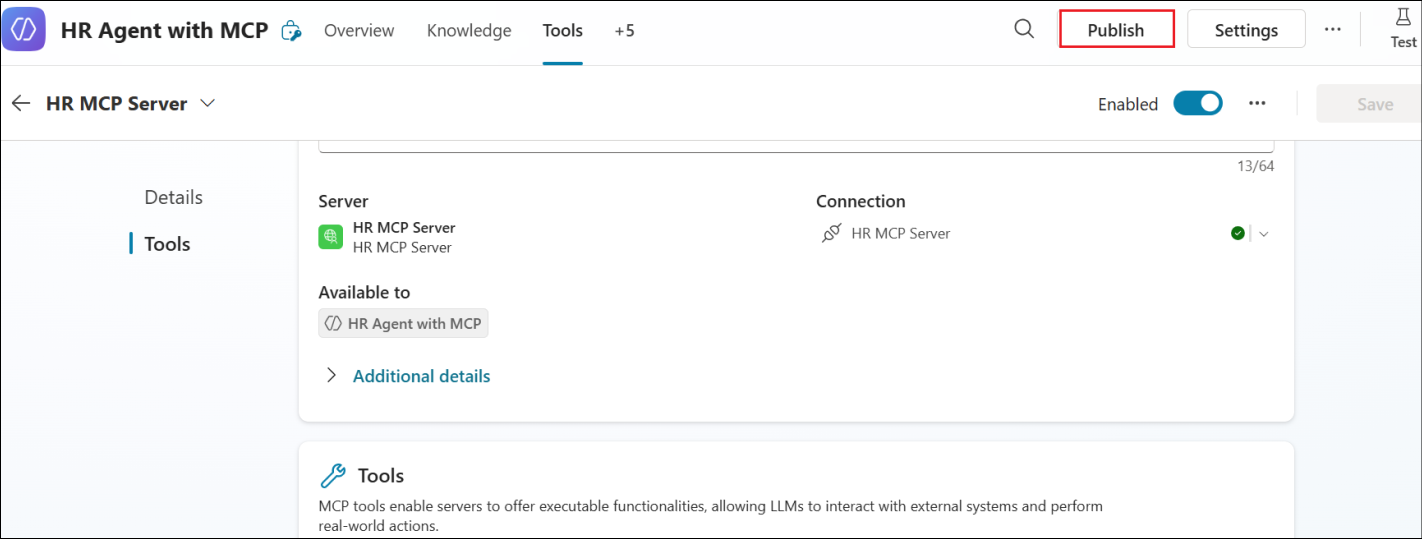 HR Agent with MCP Overview Knowledge Tools +5 Publish Settings ... Test
HR MCP Server Enabled ... Save
13/64
Details
Tools
Server
HR MCP Server
HR MCP Server
Connection
HR MCP Server
Available to
HR Agent with MCP
Additional details
Tools
MCP tools enable servers to offer executable functionalities, allowing LLMs to interact with external systems and perform
real-world actions.